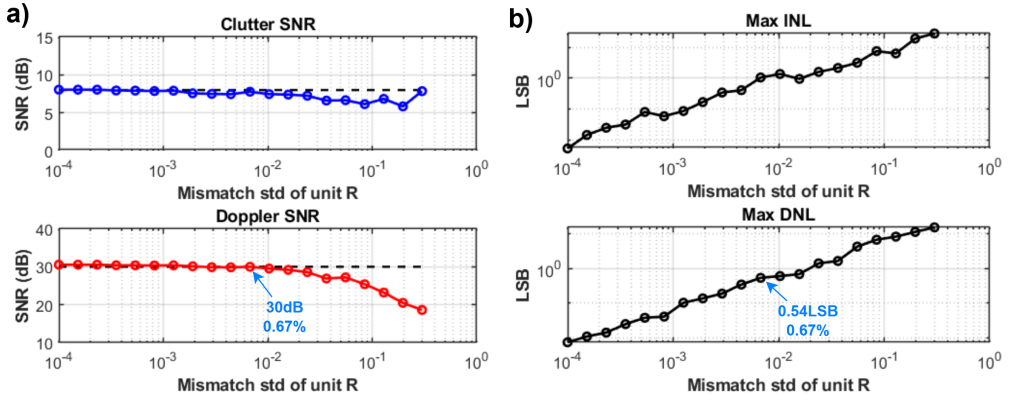 a)
Clutter SNR
15
10
5
0
SNR (dB)
10^-4
10^-3
10^-2
10^-1
10^0
Mismatch std of unit R
Doppler SNR
40
30
20
10
SNR (dB)
30dB
0.67%
10^-4
10^-3
10^-2
10^-1
10^0
Mismatch std of unit R
b)
Max INL
10^0
LSB
10^-4
10^-3
10^-2
10^-1
10^0
Mismatch std of unit R
Max DNL
10^0
LSB
0.54LSB
0.67%
10^-4
10^-3
10^-2
10^-1
10^0
Mismatch std of unit R